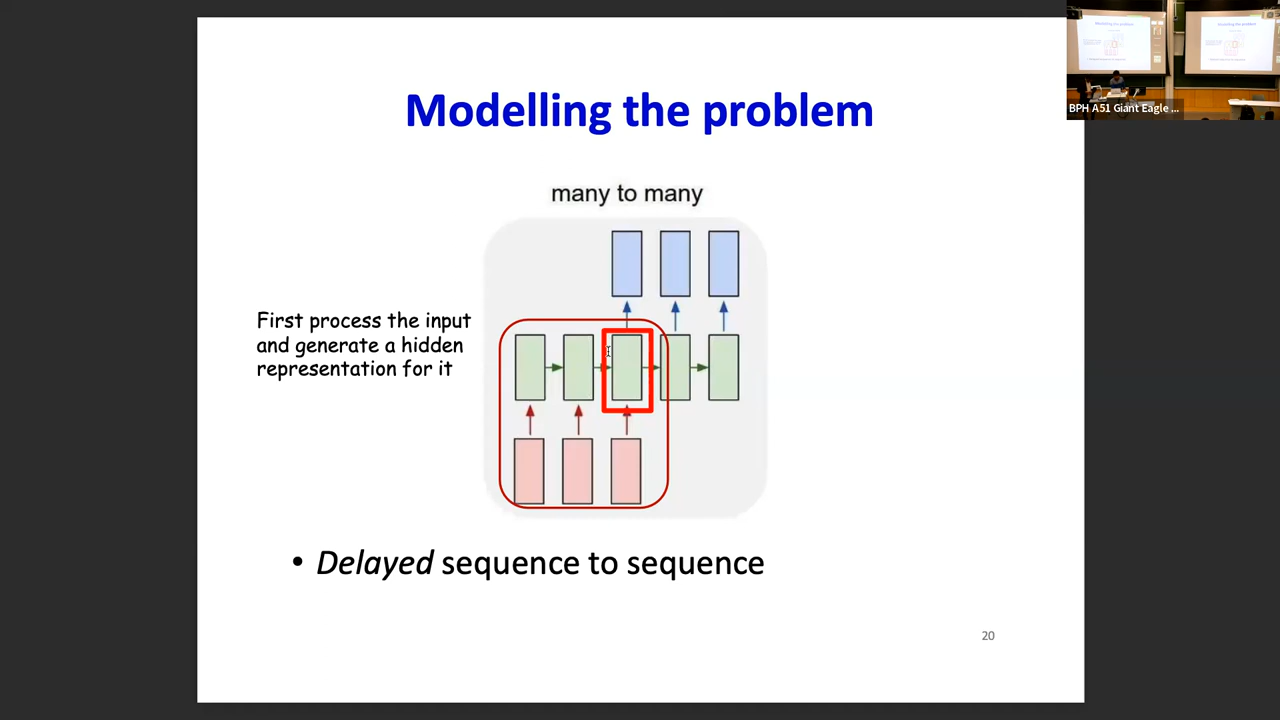 Modelling the problem
many to many
First process the input
and generate a hidden
representation for it
• Delayed sequence to sequence
20
BPH A51 Giant Eagle ...